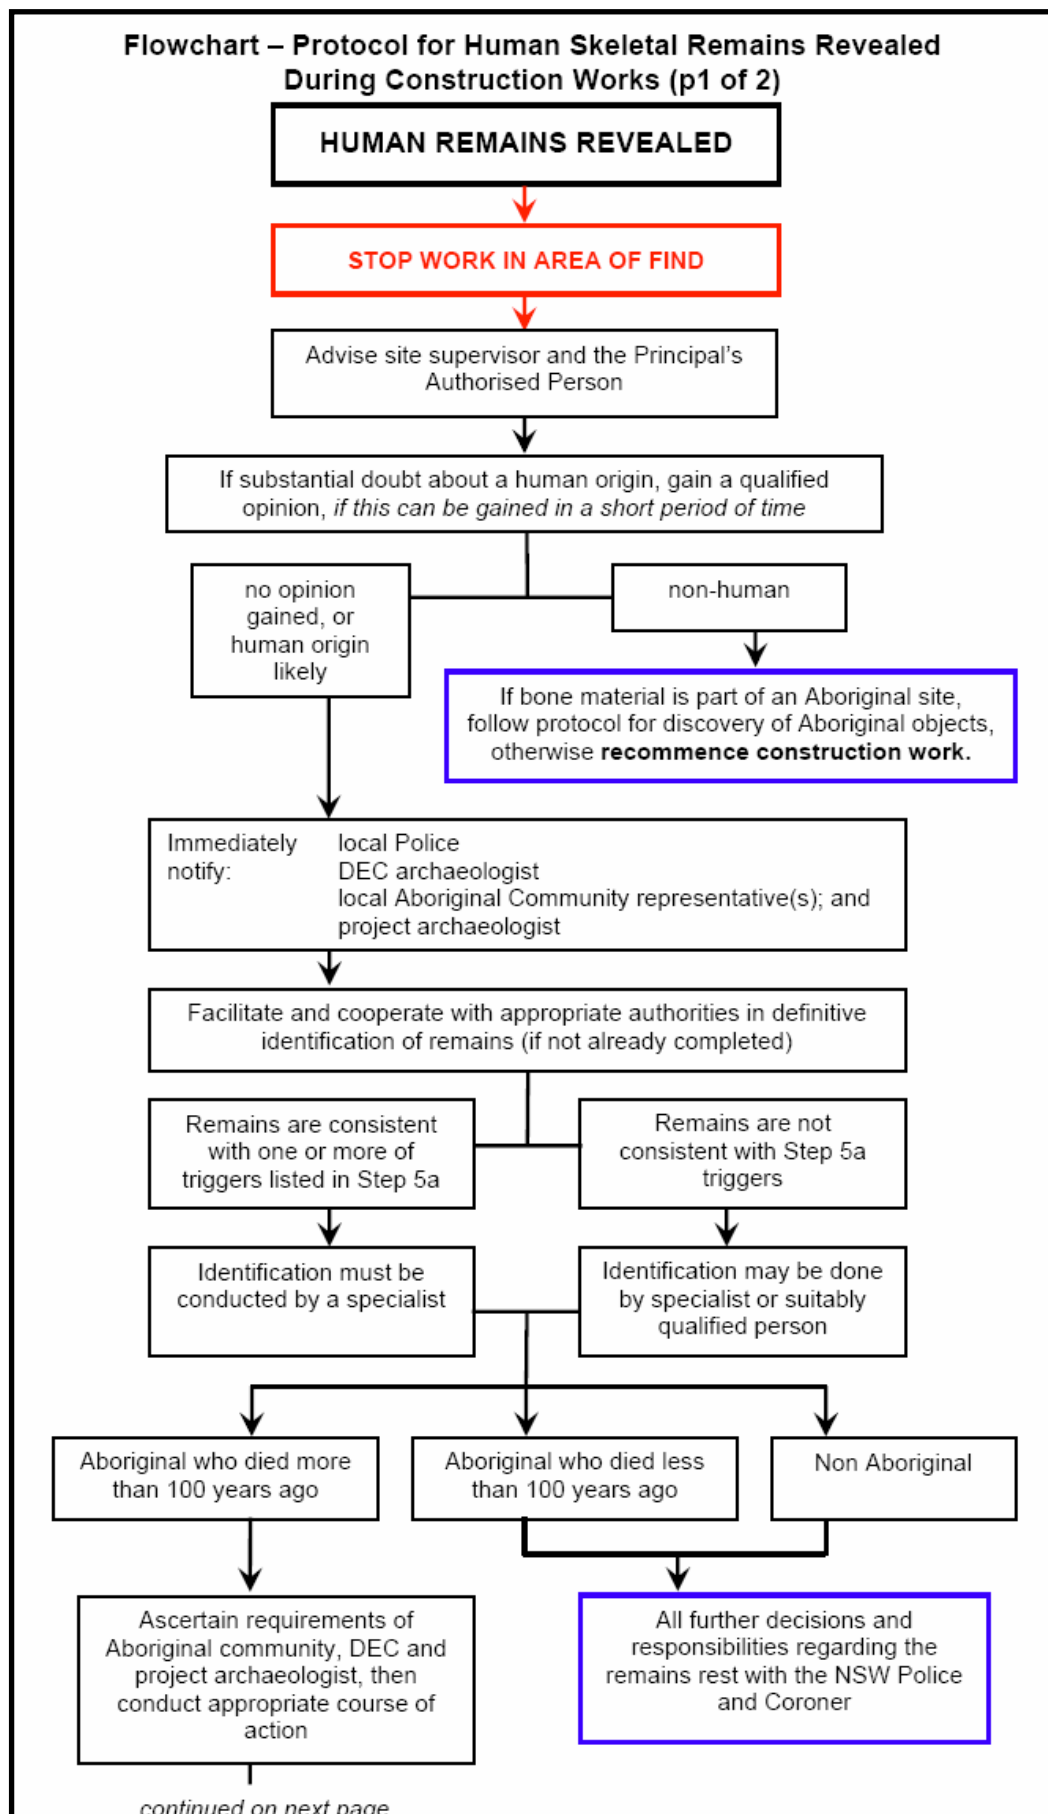 Flowchart – Protocol for Human Skeletal Remains Revealed
During Construction Works (p1 of 2)
HUMAN REMAINS REVEALED
STOP WORK IN AREA OF FIND
Advise site supervisor and the Principal's
Authorised Person
If substantial doubt about a human origin, gain a qualified
opinion, if this can be gained in a short period of time
no opinion
gained, or
human origin
likely
non-human
If bone material is part of an Aboriginal site,
follow protocol for discovery of Aboriginal objects,
otherwise recommence construction work.
Immediately local Police
notify: DEC archaeologist
local Aboriginal Community representative(s); and
project archaeologist
Facilitate and cooperate with appropriate authorities in definitive
identification of remains (if not already completed)
Remains are consistent
with one or more of
triggers listed in Step 5a
Remains are not
consistent with Step 5a
triggers
Identification must be
conducted by a specialist
Identification may be done
by specialist or suitably
qualified person
Aboriginal who died more
than 100 years ago
Aboriginal who died less
than 100 years ago
Non Aboriginal
Ascertain requirements of
Aboriginal community, DEC and
project archaeologist, then
conduct appropriate course of
action
All further decisions and
responsibilities regarding the
remains rest with the NSW Police
and Coroner
continued on next page